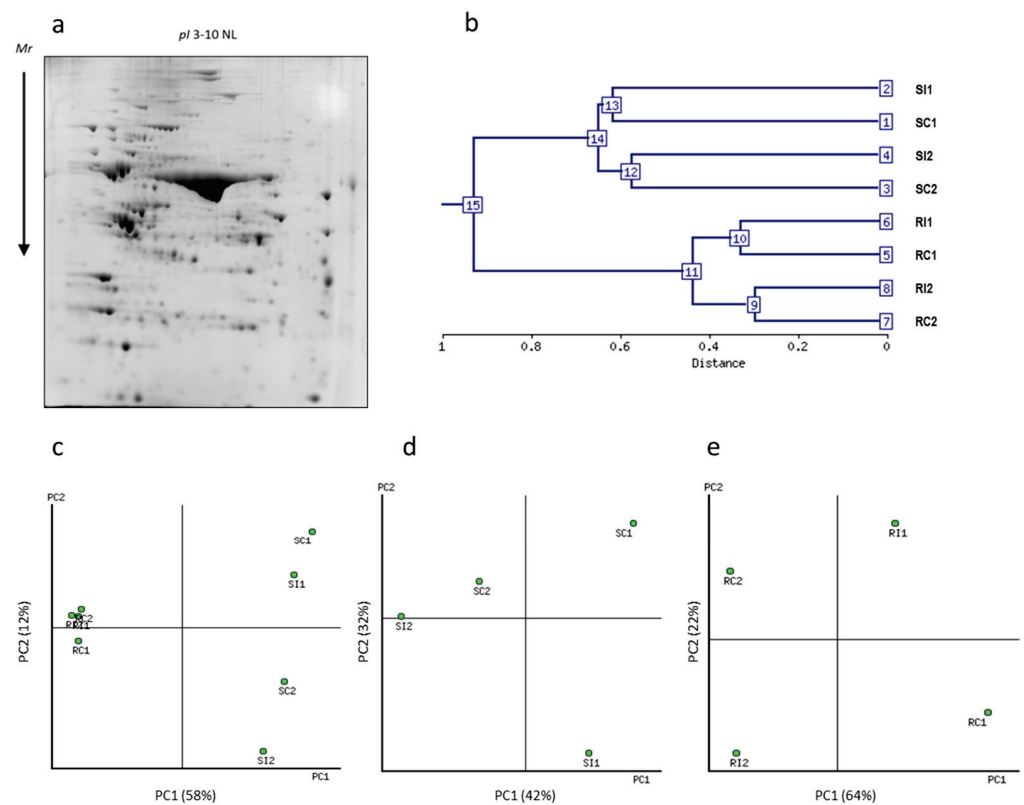 a
pI 3-10 NL
Mr
b
2 SI1
13
1 SC1
14
4 SI2
12
3 SC2
15
6 RI1
10
5 RC1
11
8 RI2
9
7 RC2
1 0.8 0.6 0.4 0.2 0
Distance
c
PC2
SC1
SI1
RI1
RC1
SC2
SI2
PC1
PC2 (12%)
PC1 (58%)
d
PC2
SC1
SC2
SI2
SI1
PC1
PC2 (32%)
PC1 (42%)
e
PC2
RI1
RC2
RC1
RI2
PC1
PC2 (22%)
PC1 (64%)